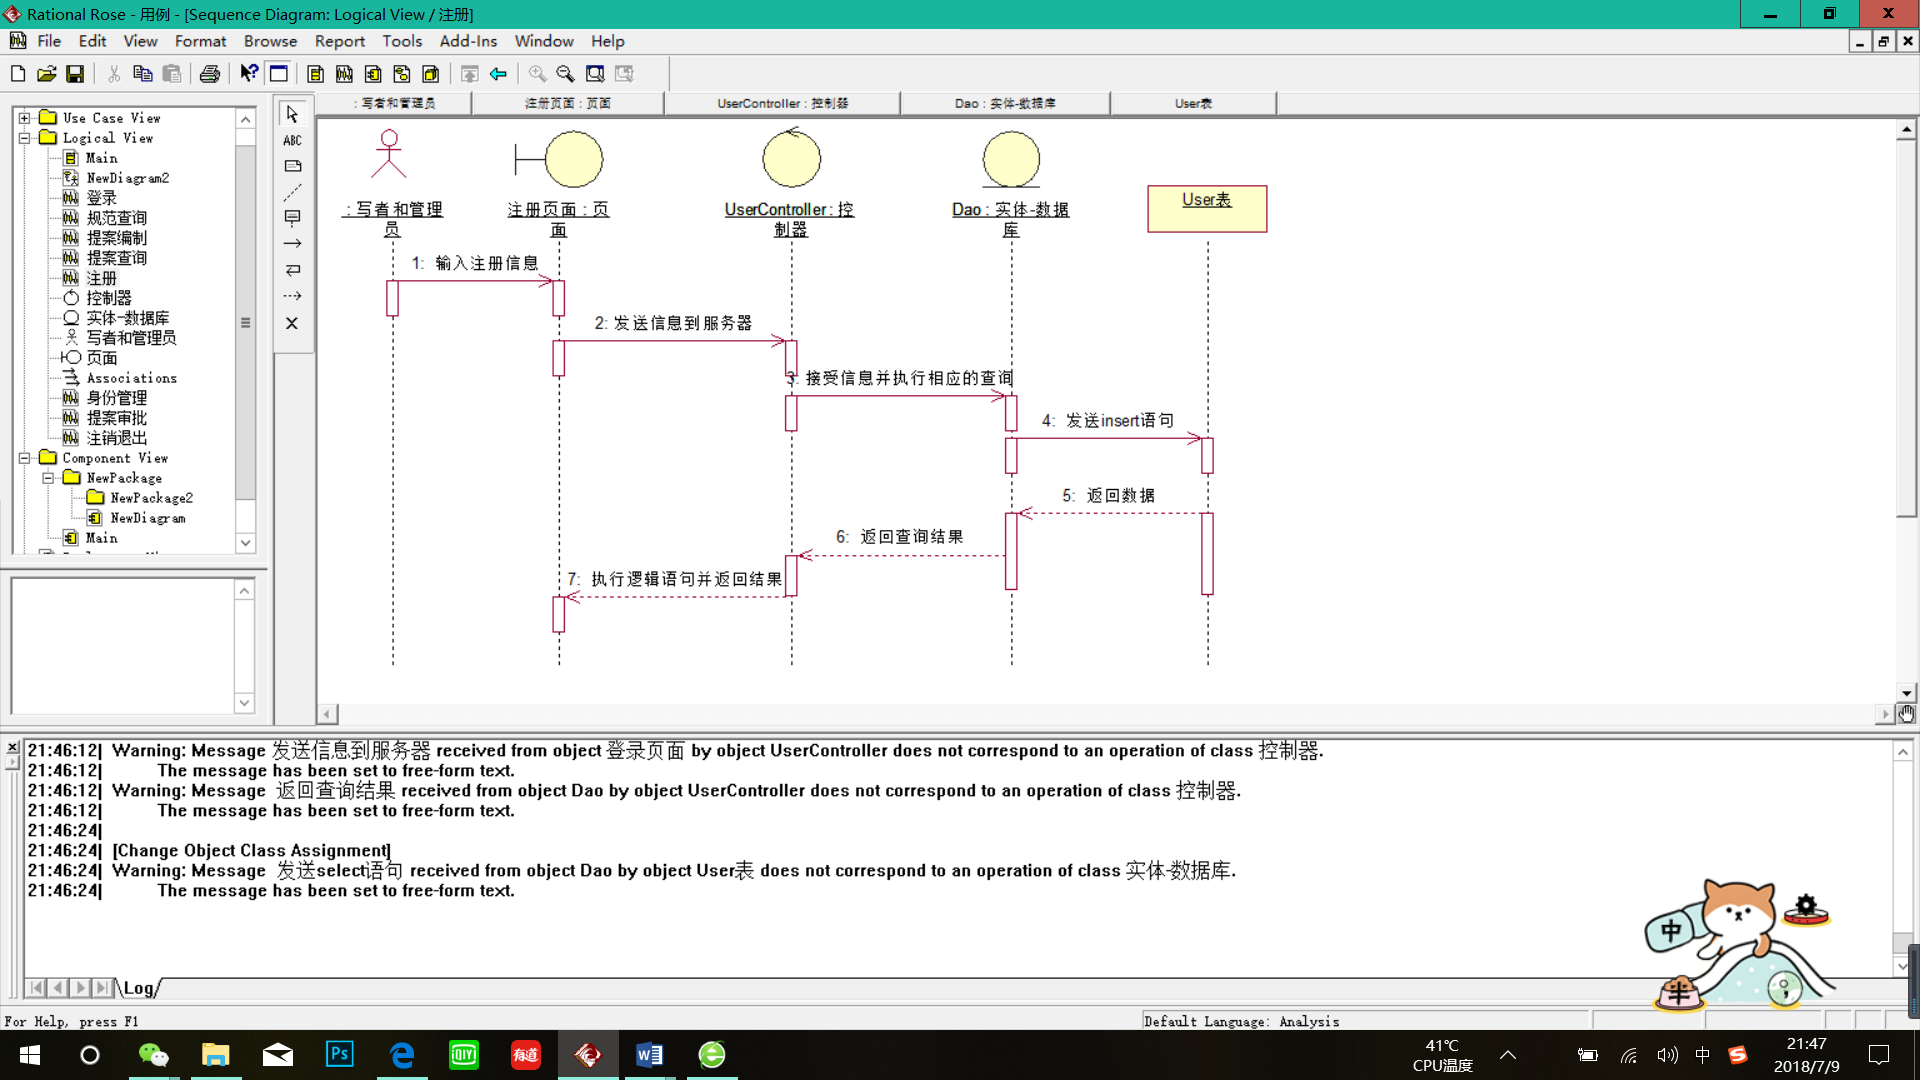 Rational Rose - 用例 - [Sequence Diagram: Logical View / 注册]
File Edit View Format Browse Report Tools Add-Ins Window Help
: 写者和管理员 注册页面 : 页面 UserController : 控制器 Dao : 实体-数据库 User表
Use Case View
Logical View
Main
NewDiagram2
登录
规范查询
提案编制
提案查询
注册
控制器
实体-数据库
写者和管理员
页面
Associations
身份管理
提案审批
注销退出
Component View
NewPackage
NewPackage2
NewDiagram
Main
ABC
: 写者和管理
员
注册页面 : 页
面
UserController : 控
制器
Dao : 实体-数据
库
User表
1: 输入注册信息
2: 发送信息到服务器
3: 接受信息并执行相应的查询
4: 发送insert语句
5: 返回数据
6: 返回查询结果
7: 执行逻辑语句并返回结果
21:46:12| Warning: Message 发送信息到服务器 received from object 登录页面 by object UserController does not correspond to an operation of class 控制器.
21:46:12| The message has been set to free-form text.
21:46:12| Warning: Message 返回查询结果 received from object Dao by object UserController does not correspond to an operation of class 控制器.
21:46:12| The message has been set to free-form text.
21:46:24|
21:46:24| [Change Object Class Assignment]
21:46:24| Warning: Message 发送select语句 received from object Dao by object User表 does not correspond to an operation of class 实体-数据库.
21:46:24| The message has been set to free-form text.
Log
中
半
For Help, press F1
Default Language: Analysis
Ps
QIY
有道
41℃
CPU温度
中
21:47
2018/7/9